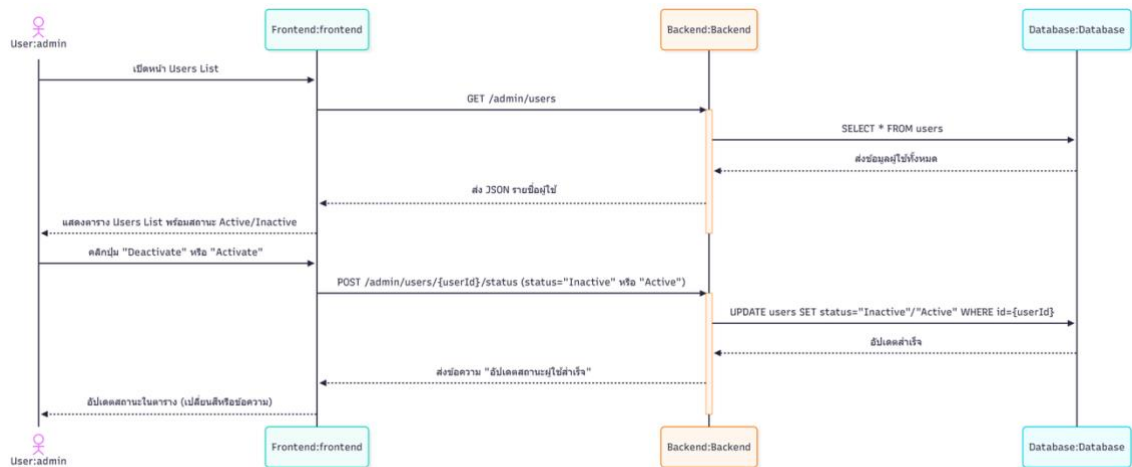 User:admin
Frontend:frontend
Backend:Backend
Database:Database
เปิดหน้า Users List
GET /admin/users
SELECT * FROM users
ส่งข้อมูลผู้ใช้ทั้งหมด
ส่ง JSON รายชื่อผู้ใช้
แสดงตาราง Users List พร้อมสถานะ Active/Inactive
คลิกปุ่ม "Deactivate" หรือ "Activate"
POST /admin/users/{userId}/status (status="Inactive" หรือ "Active")
UPDATE users SET status="Inactive"/"Active" WHERE id={userId}
อัปเดตสำเร็จ
ส่งข้อความ "อัปเดตสถานะผู้ใช้สำเร็จ"
อัปเดตสถานะในตาราง (เปลี่ยนสีหรือข้อความ)
User:admin
Frontend:frontend
Backend:Backend
Database:Database